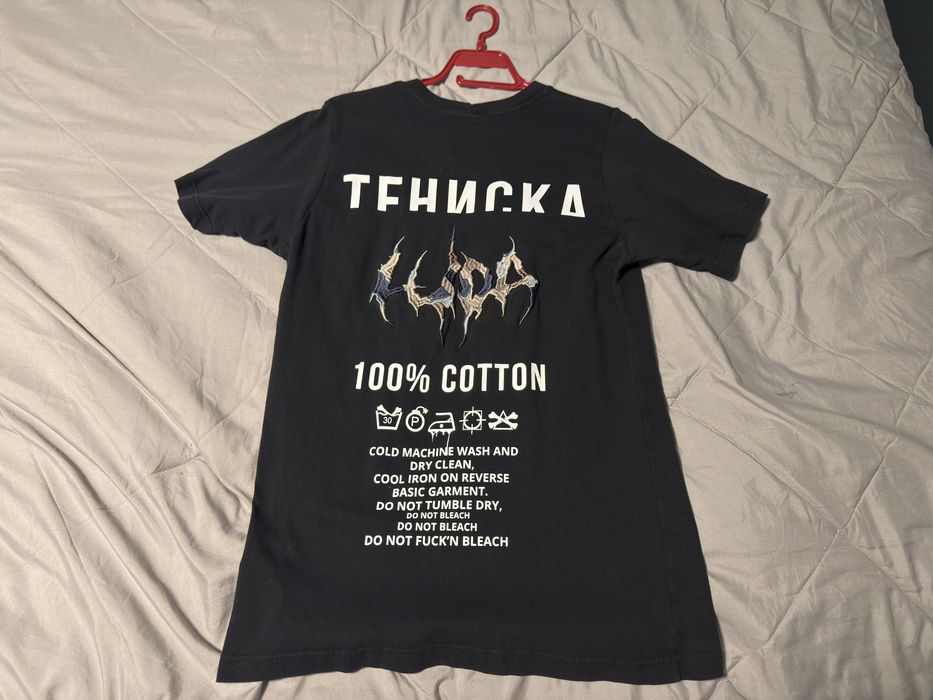 ТЕНИСКА
LUDA
100% COTTON
30 P
COLD MACHINE WASH AND
DRY CLEAN,
COOL IRON ON REVERSE
BASIC GARMENT.
DO NOT TUMBLE DRY,
DO NOT BLEACH
DO NOT BLEACH
DO NOT FUCK'N BLEACH